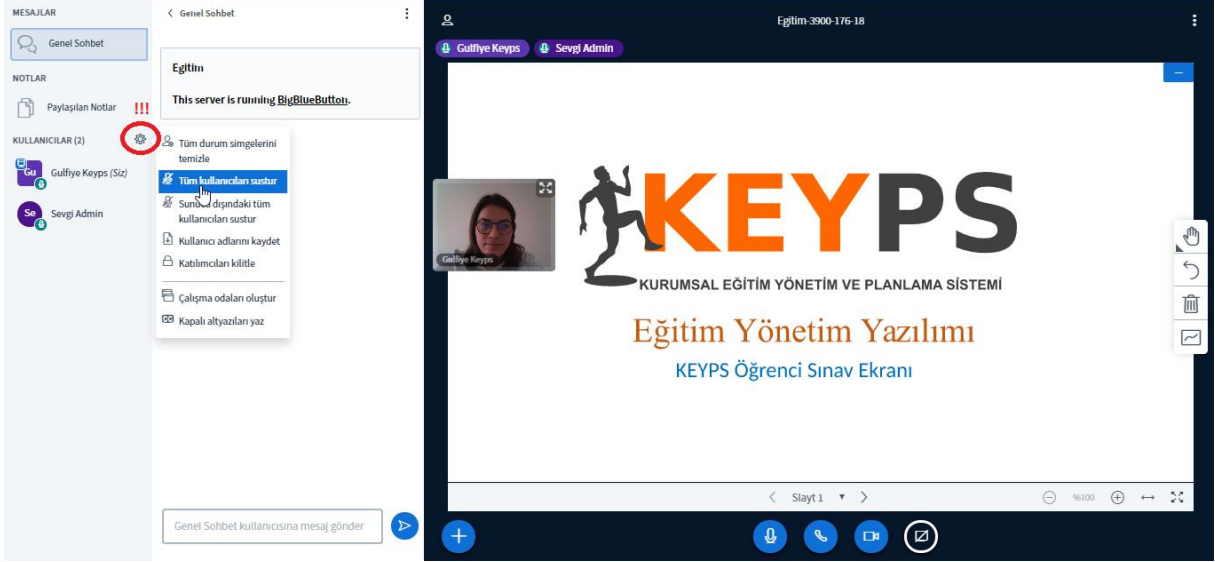 MESAJLAR
Genel Sohbet
NOTLAR
Paylaşılan Notlar !!!
KULLANICILAR (2)
Gu Gulfiye Keyps (Siz)
Se Sevgi Admin
Genel Sohbet
Egitim
This server is running BigBlueButton.
Tüm durum simgelerini
temizle
Tüm kullanıcıları sustur
Sunucu dışındaki tüm
kullanıcıları sustur
Kullanıcı adlarını kaydet
Katılımcıları kilitle
Çalışma odaları oluştur
Kapalı altyazıları yaz
Genel Sohbet kullanıcısına mesaj gönder
Egitim-3900-176-18
Gulfiye Keyps Sevgi Admin
Gulfiye Keyps
KEYPS
KURUMSAL EĞİTİM YÖNETİM VE PLANLAMA SİSTEMİ
Eğitim Yönetim Yazılımı
KEYPS Öğrenci Sınav Ekranı
Slayt 1
%100